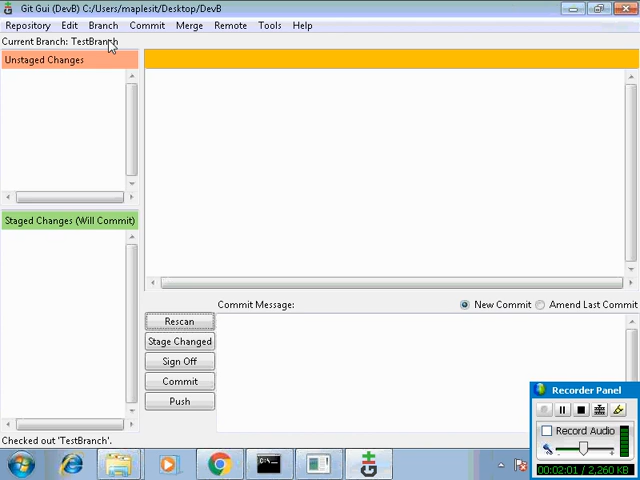 Git Gui (DevB) C:/Users/maplesit/Desktop/DevB
Repository Edit Branch Commit Merge Remote Tools Help
Current Branch: TestBranch
Unstaged Changes
Staged Changes (Will Commit)
Commit Message: New Commit Amend Last Commit
Rescan
Stage Changed
Sign Off
Commit
Push
Recorder Panel
Record Audio
00:02:01 / 2,260 KB
Checked out 'TestBranch'.